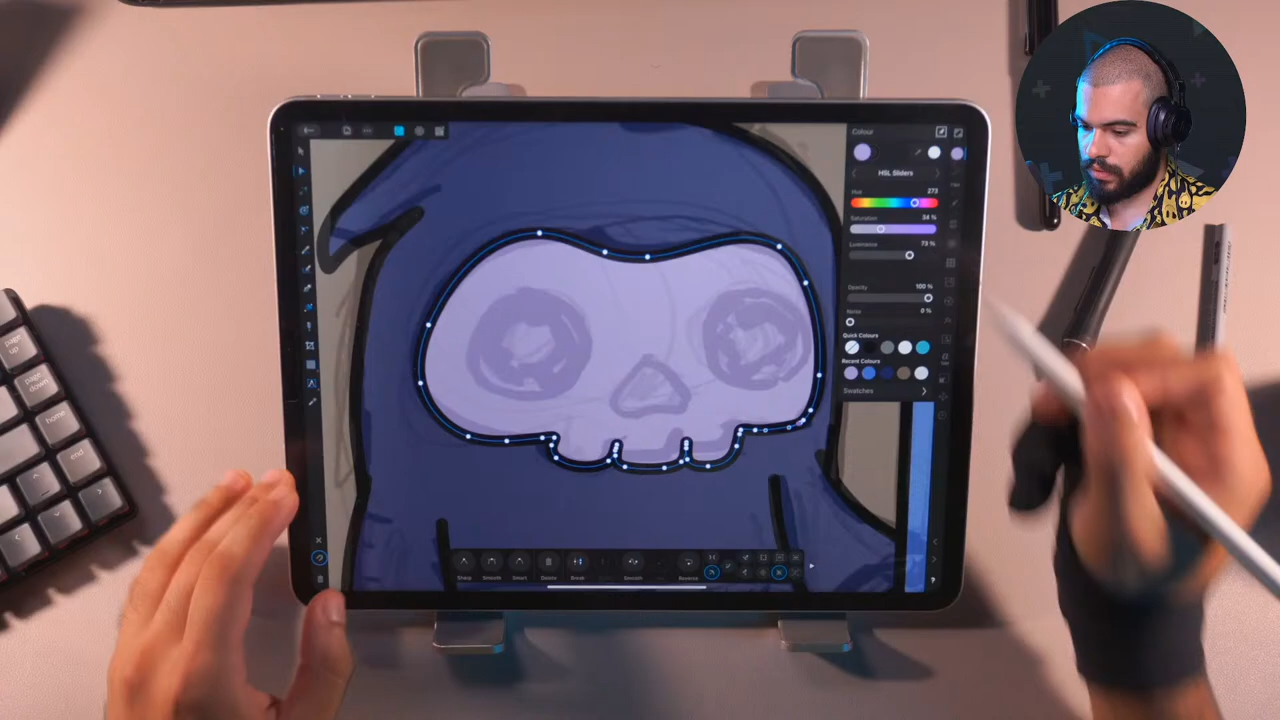 Colour
HSL Sliders
Hue
273
Saturation
34 %
Luminance
73 %
Opacity
100 %
Noise
0 %
Quick Colours
Recent Colours
Swatches
Sharp
Smooth
Smart
Delete
Break
Smooth
Reverse
?
page
up
page
down
home
end